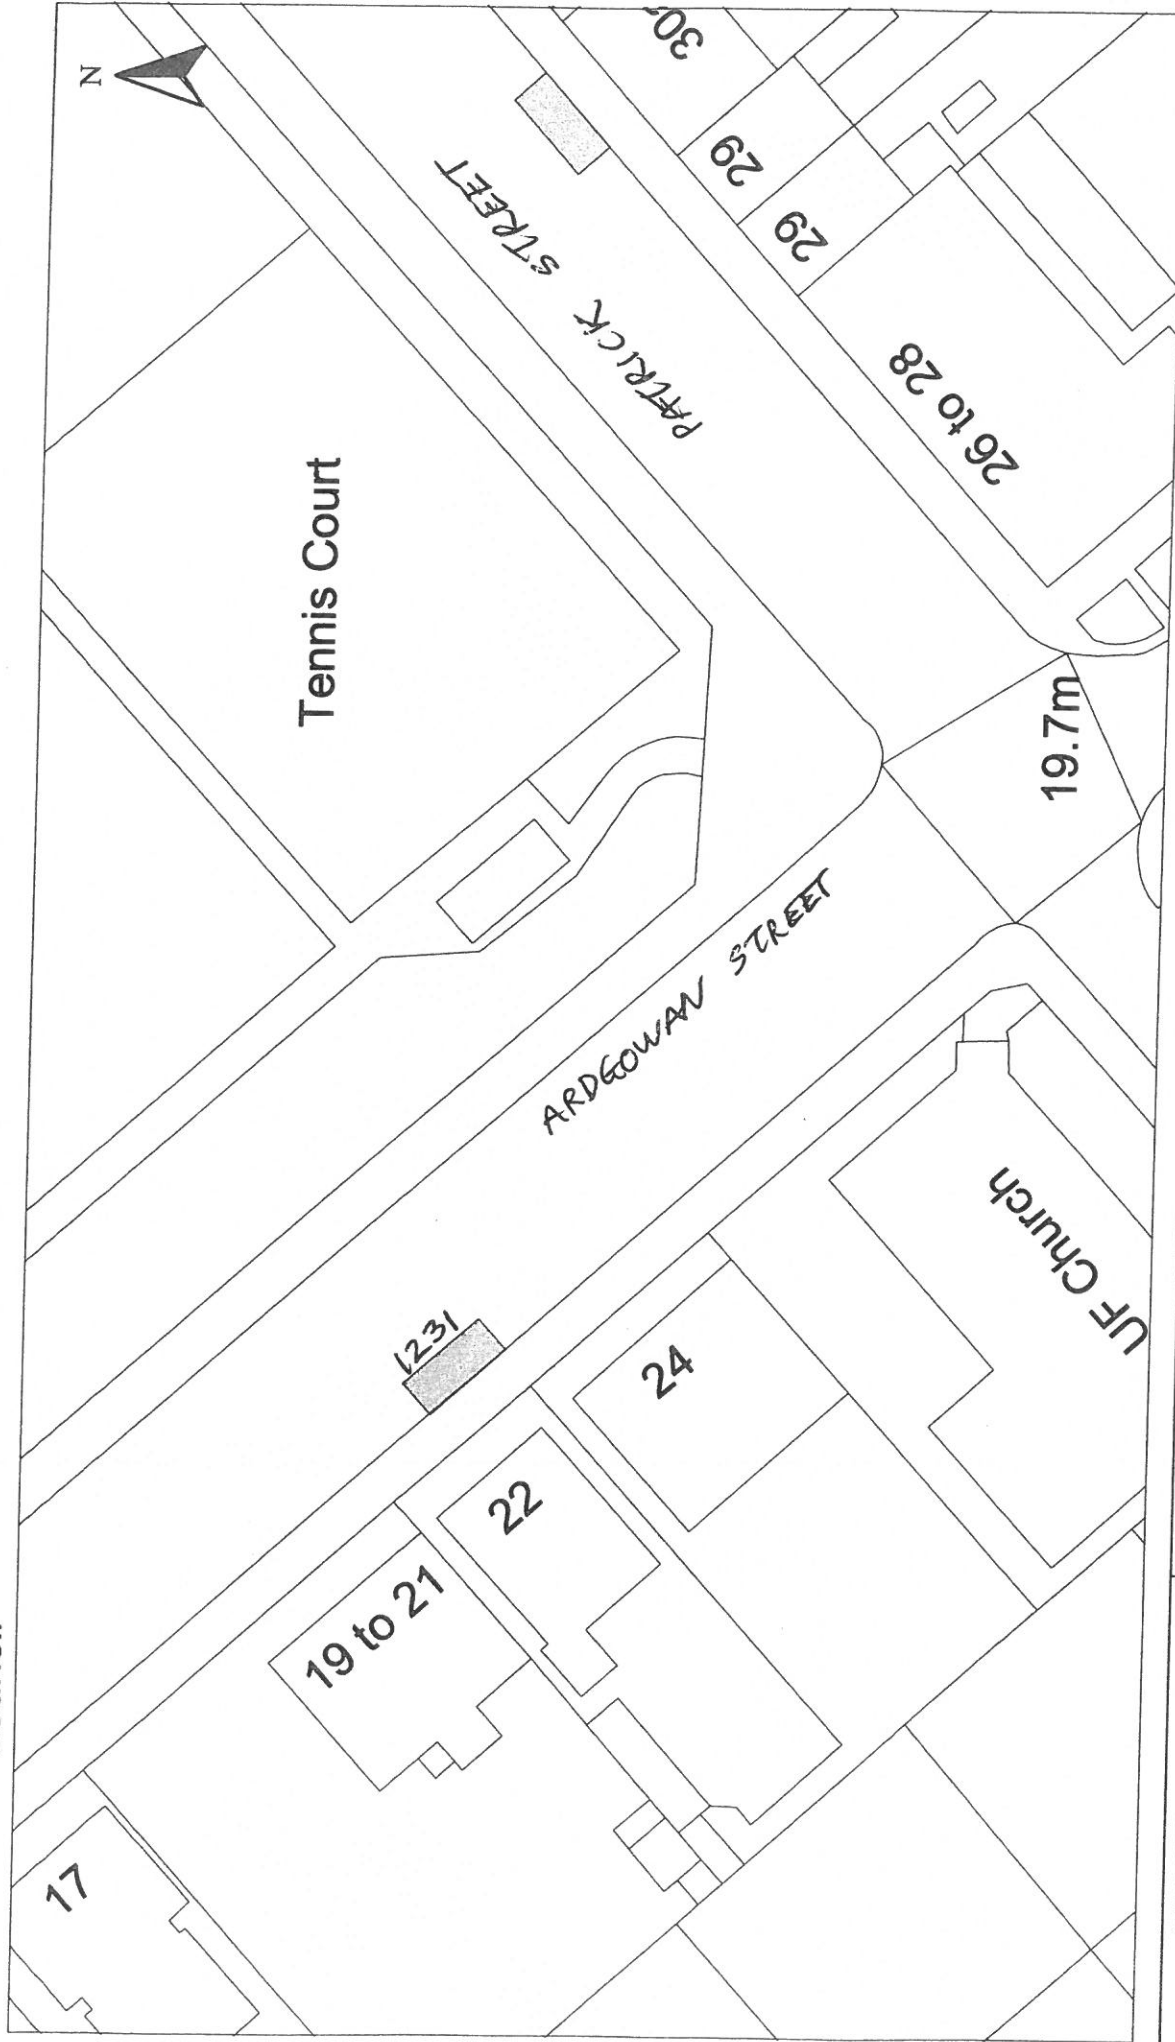 N
30
29
29
PATRICK STREET
26 to 28
Tennis Court
19.7m
ARDGOWAN STREET
1231
UF Church
24
22
19 to 21
17